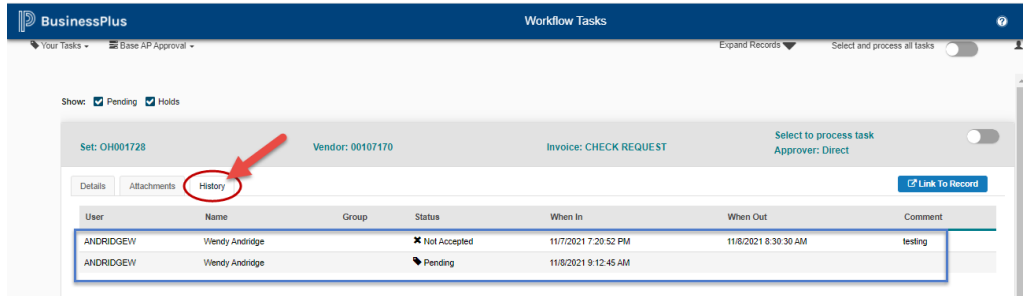 BusinessPlus Workflow Tasks
Your Tasks Base AP Approval Expand Records Select and process all tasks
Show: Pending Holds
Set: OH001728 Vendor: 00107170 Invoice: CHECK REQUEST Select to process task
Approver: Direct
Details Attachments History Link To Record
User Name Group Status When In When Out Comment
ANDRIDGEW Wendy Andridge Not Accepted 11/7/2021 7:20:52 PM 11/8/2021 8:30:30 AM testing
ANDRIDGEW Wendy Andridge Pending 11/8/2021 9:12:45 AM